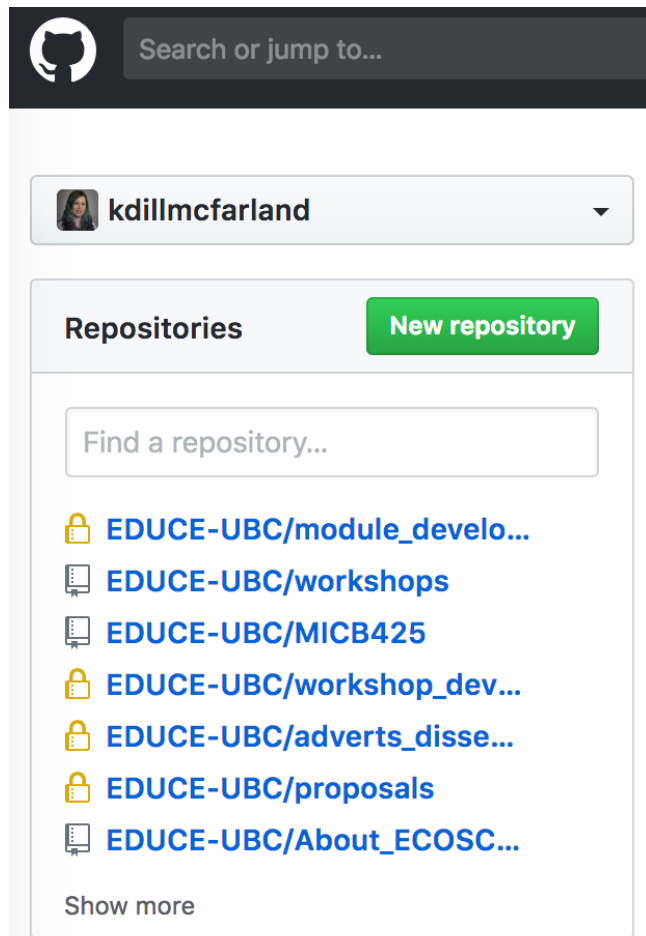 Search or jump to...
kdillmcfarland
Repositories
New repository
Find a repository...
EDUCE-UBC/module_develo...
EDUCE-UBC/workshops
EDUCE-UBC/MICB425
EDUCE-UBC/workshop_dev...
EDUCE-UBC/adverts_disse...
EDUCE-UBC/proposals
EDUCE-UBC/About_ECOSC...
Show more